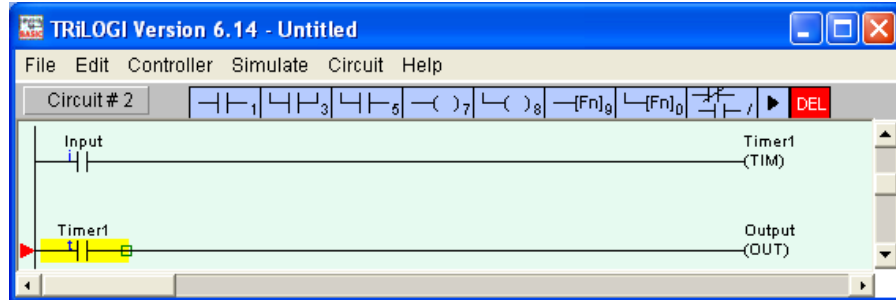 TRiLOGI Version 6.14 - Untitled
File Edit Controller Simulate Circuit Help
Circuit # 2 1 3 5 ( )7 ( )8 [Fn]9 [Fn]0 / DEL
Input Timer1
i (TIM)
Timer1 Output
t (OUT)